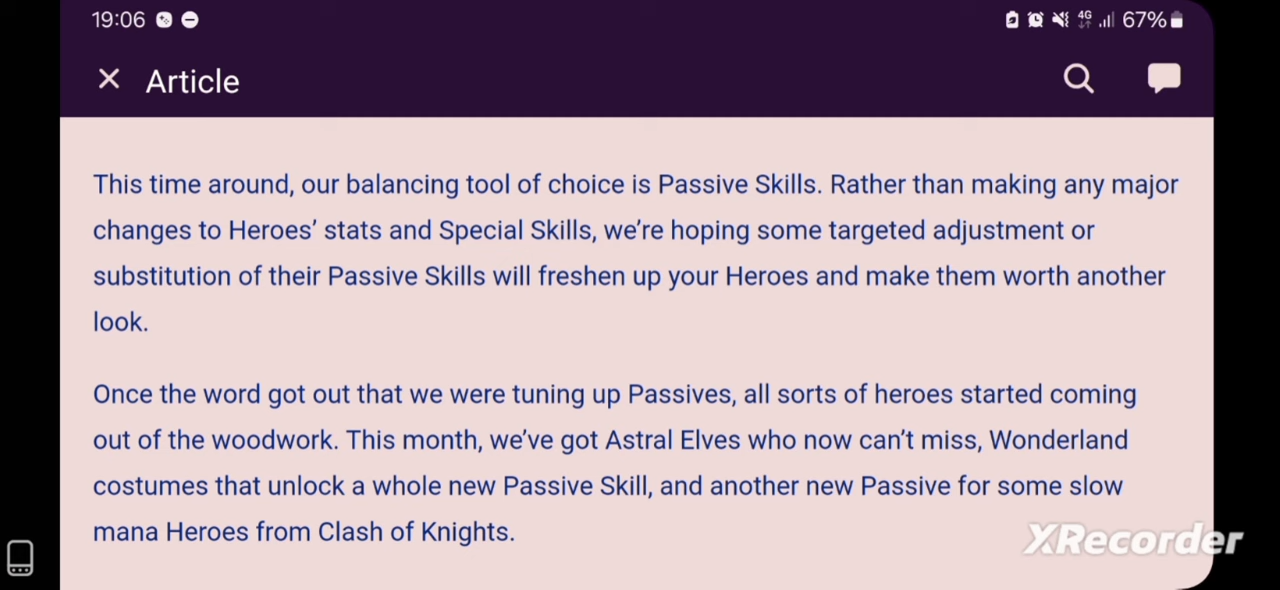 19:06
4G
67%
Article
This time around, our balancing tool of choice is Passive Skills. Rather than making any major
changes to Heroes’ stats and Special Skills, we’re hoping some targeted adjustment or
substitution of their Passive Skills will freshen up your Heroes and make them worth another
look.
Once the word got out that we were tuning up Passives, all sorts of heroes started coming
out of the woodwork. This month, we’ve got Astral Elves who now can’t miss, Wonderland
costumes that unlock a whole new Passive Skill, and another new Passive for some slow
mana Heroes from Clash of Knights.
XRecorder